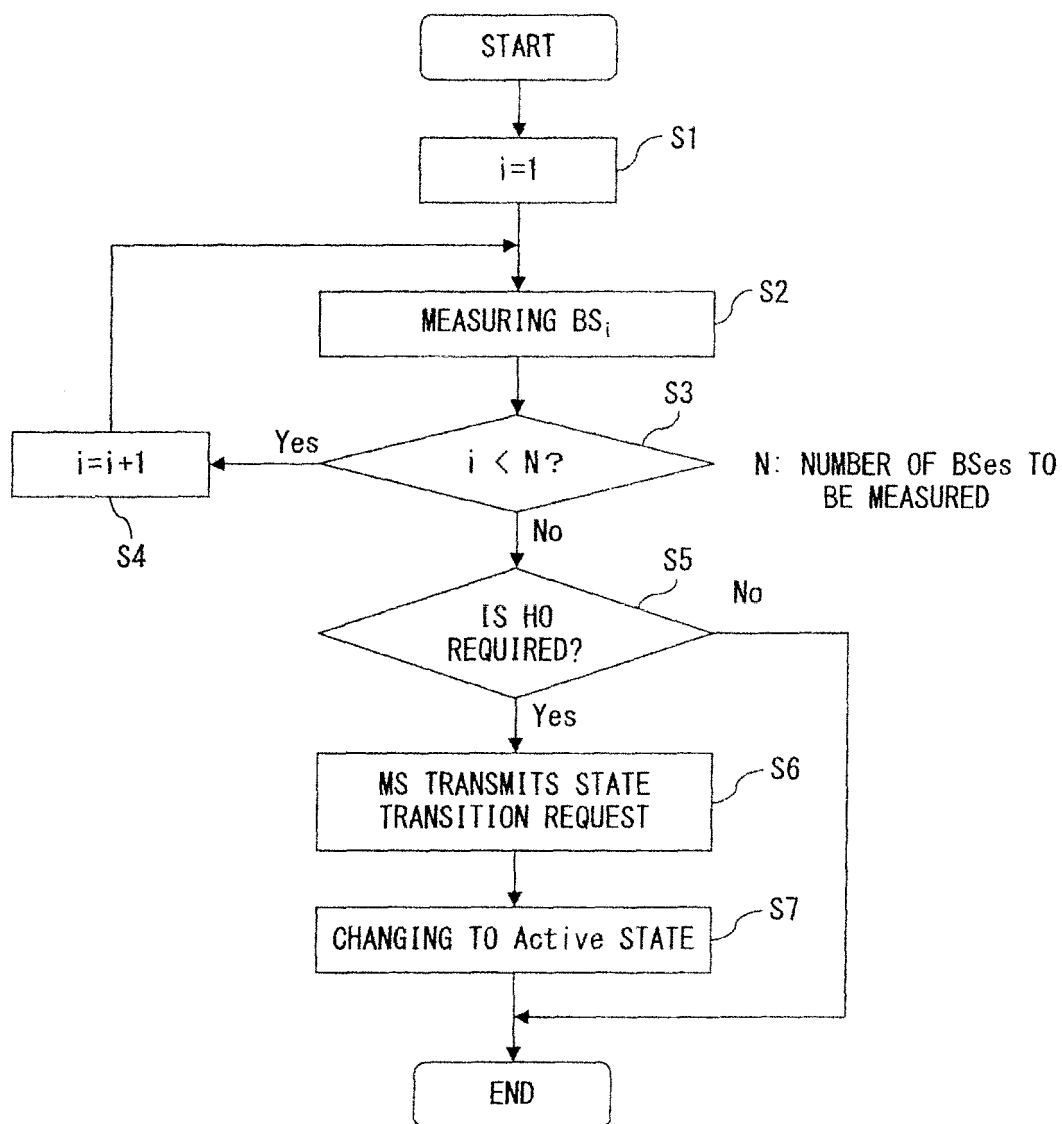 START
S1
i=1
S2
MEASURING BSi
S3
Yes
i=i+1
i < N?
N: NUMBER OF BSes TO
BE MEASURED
S4
No
S5
No
IS HO
REQUIRED?
Yes
S6
MS TRANSMITS STATE
TRANSITION REQUEST
S7
CHANGING TO Active STATE
END